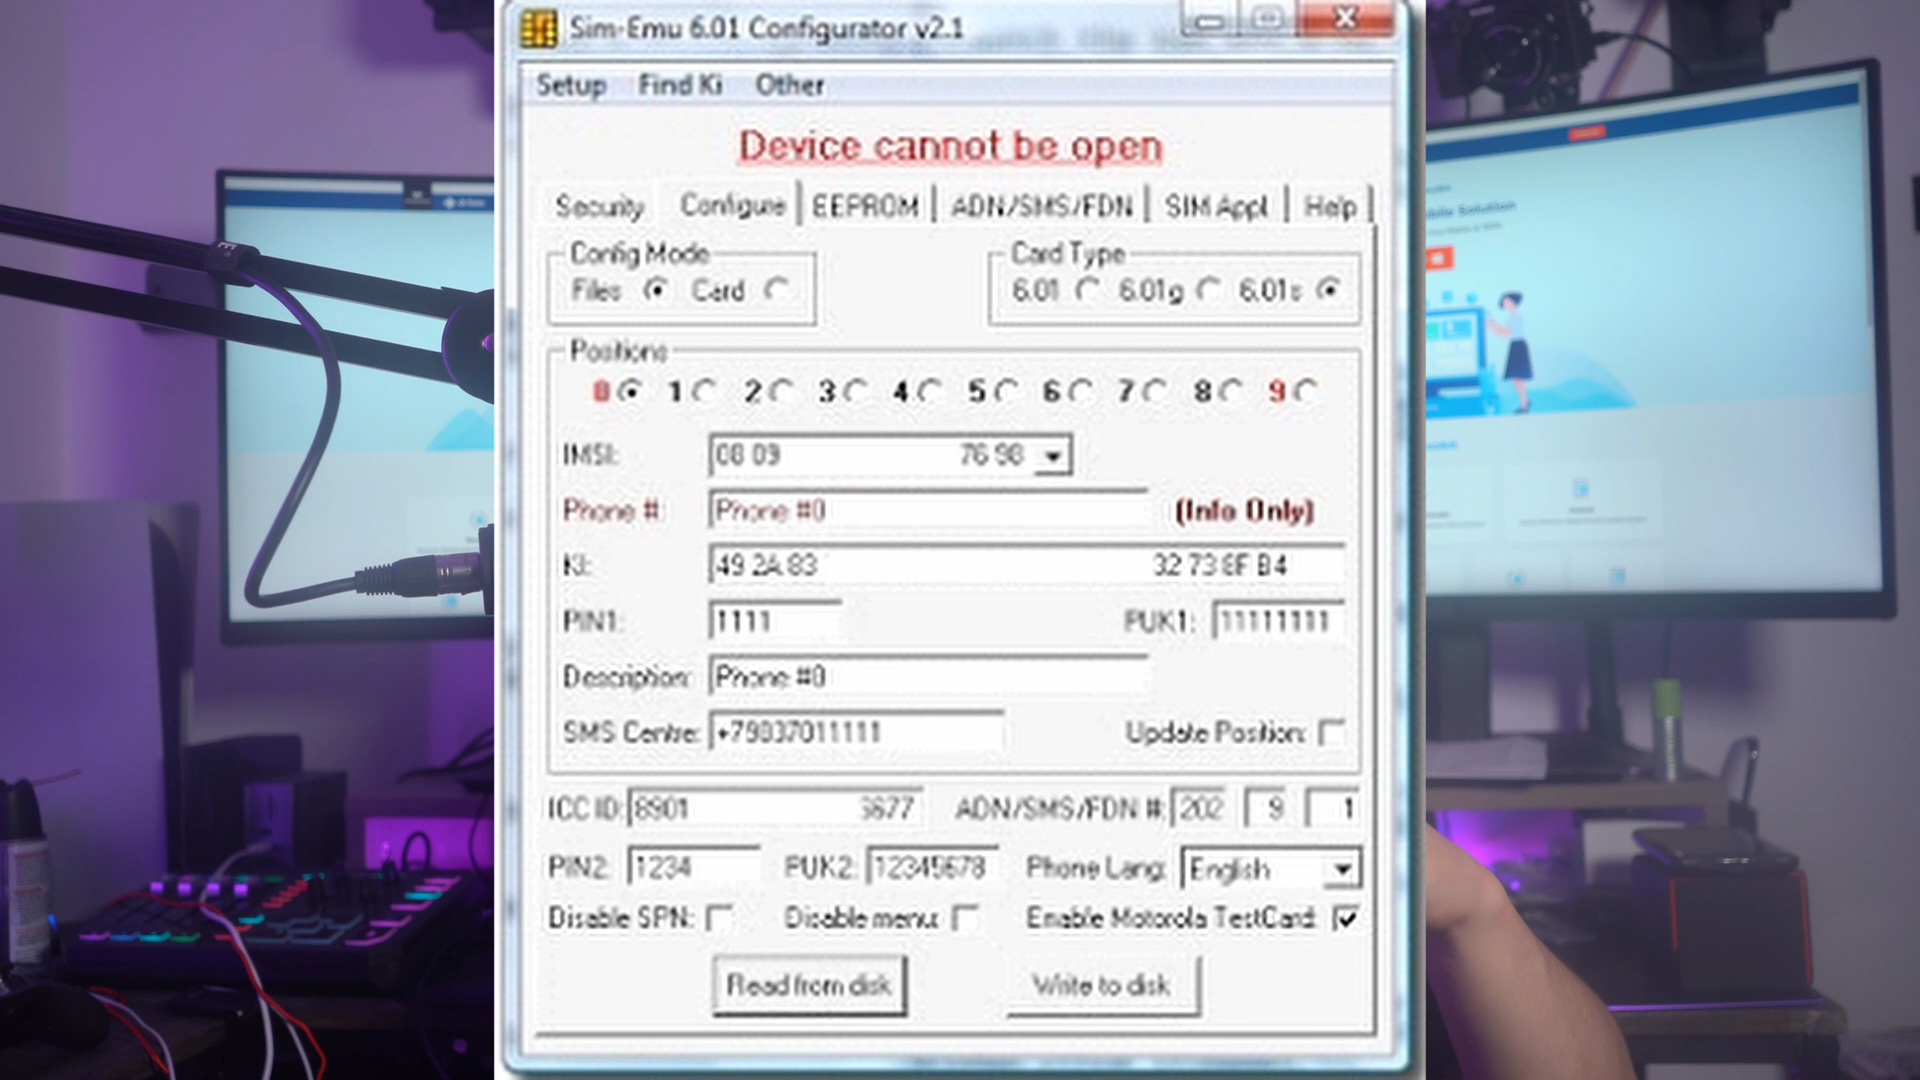 Sim-Emu 6.01 Configurator v2.1
Setup Find Ki Other
Device cannot be open
Security Configure EEPROM ADN/SMS/FDN SIM Appl Help
Config Mode
Files Card
Card Type
6.01 6.01g 6.01s
Positions
0 1 2 3 4 5 6 7 8 9
IMSI: 08 09 76 98
Phone #: Phone #0 (Info Only)
KI: 49 2A 83 32 73 8F B4
PIN1: 1111 PUK1: 11111111
Description: Phone #0
SMS Centre: +79037011111 Update Position:
ICC ID: 8901 3677 ADN/SMS/FDN #: 202 9 1
PIN2: 1234 PUK2: 12345678 Phone Lang: English
Disable SPN: Disable menu: Enable Motorola TestCard:
Read from disk Write to disk
Solution